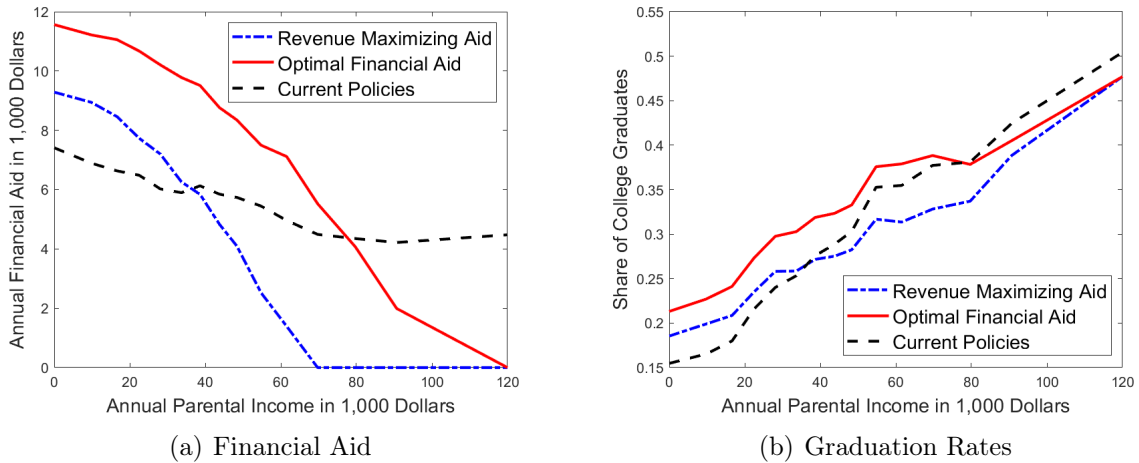 12
10
8
6
4
2
0
0 20 40 60 80 100 120
Annual Financial Aid in 1,000 Dollars
Annual Parental Income in 1,000 Dollars
Revenue Maximizing Aid
Optimal Financial Aid
Current Policies
(a) Financial Aid
0.55
0.5
0.45
0.4
0.35
0.3
0.25
0.2
0.15
0 20 40 60 80 100 120
Share of College Graduates
Annual Parental Income in 1,000 Dollars
Revenue Maximizing Aid
Optimal Financial Aid
Current Policies
(b) Graduation Rates